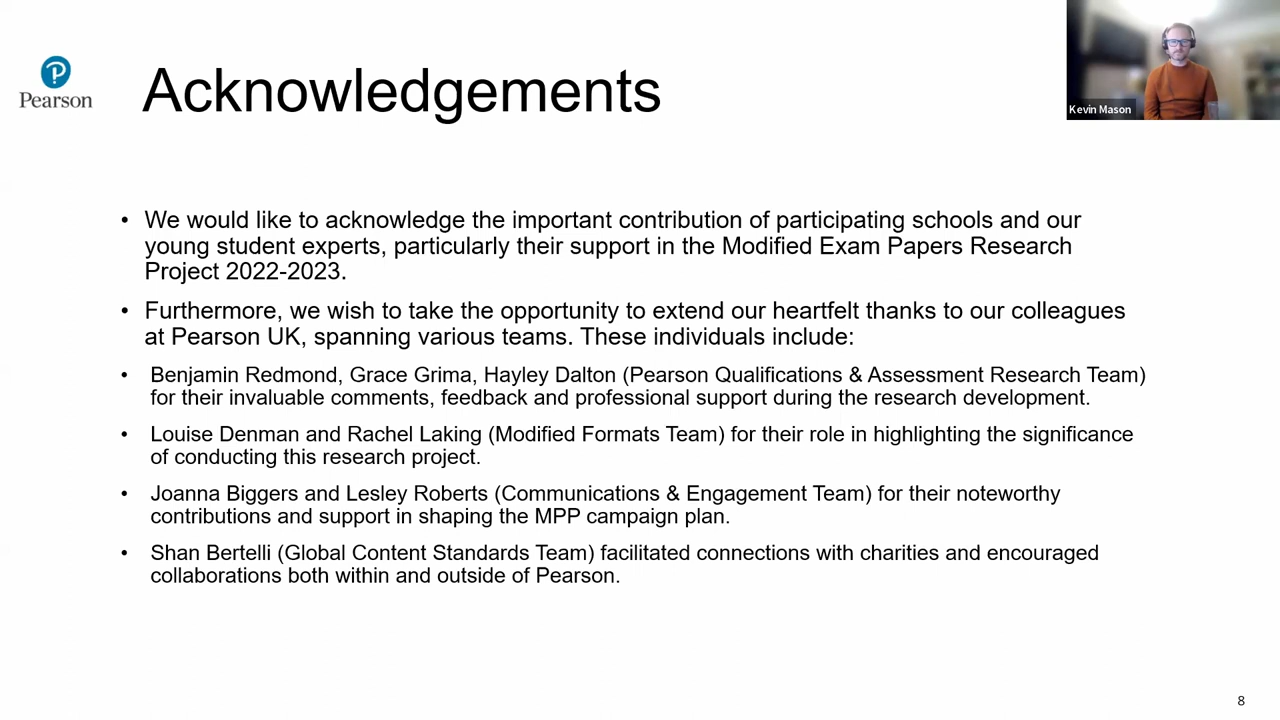 Pearson
Acknowledgements
Kevin Mason
• We would like to acknowledge the important contribution of participating schools and our
young student experts, particularly their support in the Modified Exam Papers Research
Project 2022-2023.
• Furthermore, we wish to take the opportunity to extend our heartfelt thanks to our colleagues
at Pearson UK, spanning various teams. These individuals include:
• Benjamin Redmond, Grace Grima, Hayley Dalton (Pearson Qualifications & Assessment Research Team)
for their invaluable comments, feedback and professional support during the research development.
• Louise Denman and Rachel Laking (Modified Formats Team) for their role in highlighting the significance
of conducting this research project.
• Joanna Biggers and Lesley Roberts (Communications & Engagement Team) for their noteworthy
contributions and support in shaping the MPP campaign plan.
• Shan Bertelli (Global Content Standards Team) facilitated connections with charities and encouraged
collaborations both within and outside of Pearson.
8